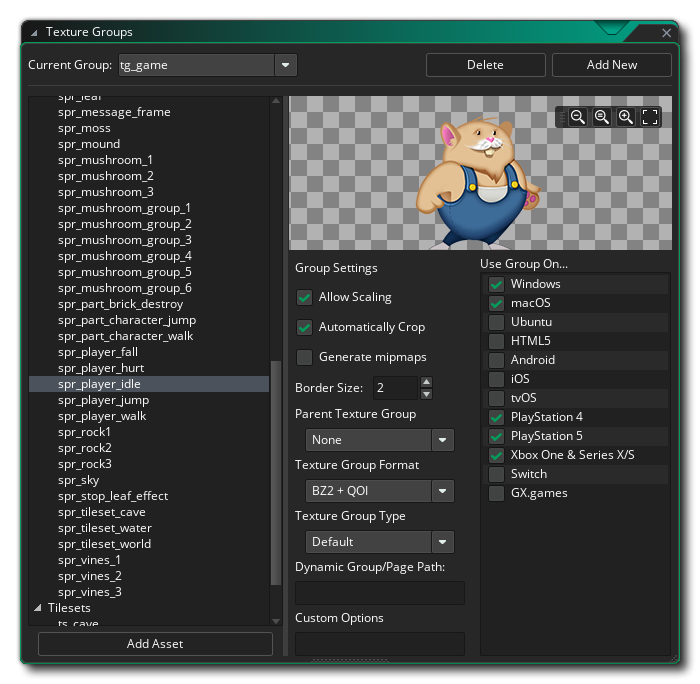 Texture Groups
Current Group: tg_game
Delete
Add New
spr_leaf
spr_message_frame
spr_moss
spr_mound
spr_mushroom_1
spr_mushroom_2
spr_mushroom_3
spr_mushroom_group_1
spr_mushroom_group_2
spr_mushroom_group_3
spr_mushroom_group_4
spr_mushroom_group_5
spr_mushroom_group_6
spr_part_brick_destroy
spr_part_character_jump
spr_part_character_walk
spr_player_fall
spr_player_hurt
spr_player_idle
spr_player_jump
spr_player_walk
spr_rock1
spr_rock2
spr_rock3
spr_sky
spr_stop_leaf_effect
spr_tileset_cave
spr_tileset_water
spr_tileset_world
spr_vines_1
spr_vines_2
spr_vines_3
Tilesets
ts_cave
Add Asset
Group Settings
Allow Scaling
Automatically Crop
Generate mipmaps
Border Size: 2
Parent Texture Group
None
Texture Group Format
BZ2 + QOI
Texture Group Type
Default
Dynamic Group/Page Path:
Custom Options
Use Group On...
Windows
macOS
Ubuntu
HTML5
Android
iOS
tvOS
PlayStation 4
PlayStation 5
Xbox One & Series X/S
Switch
GX.games